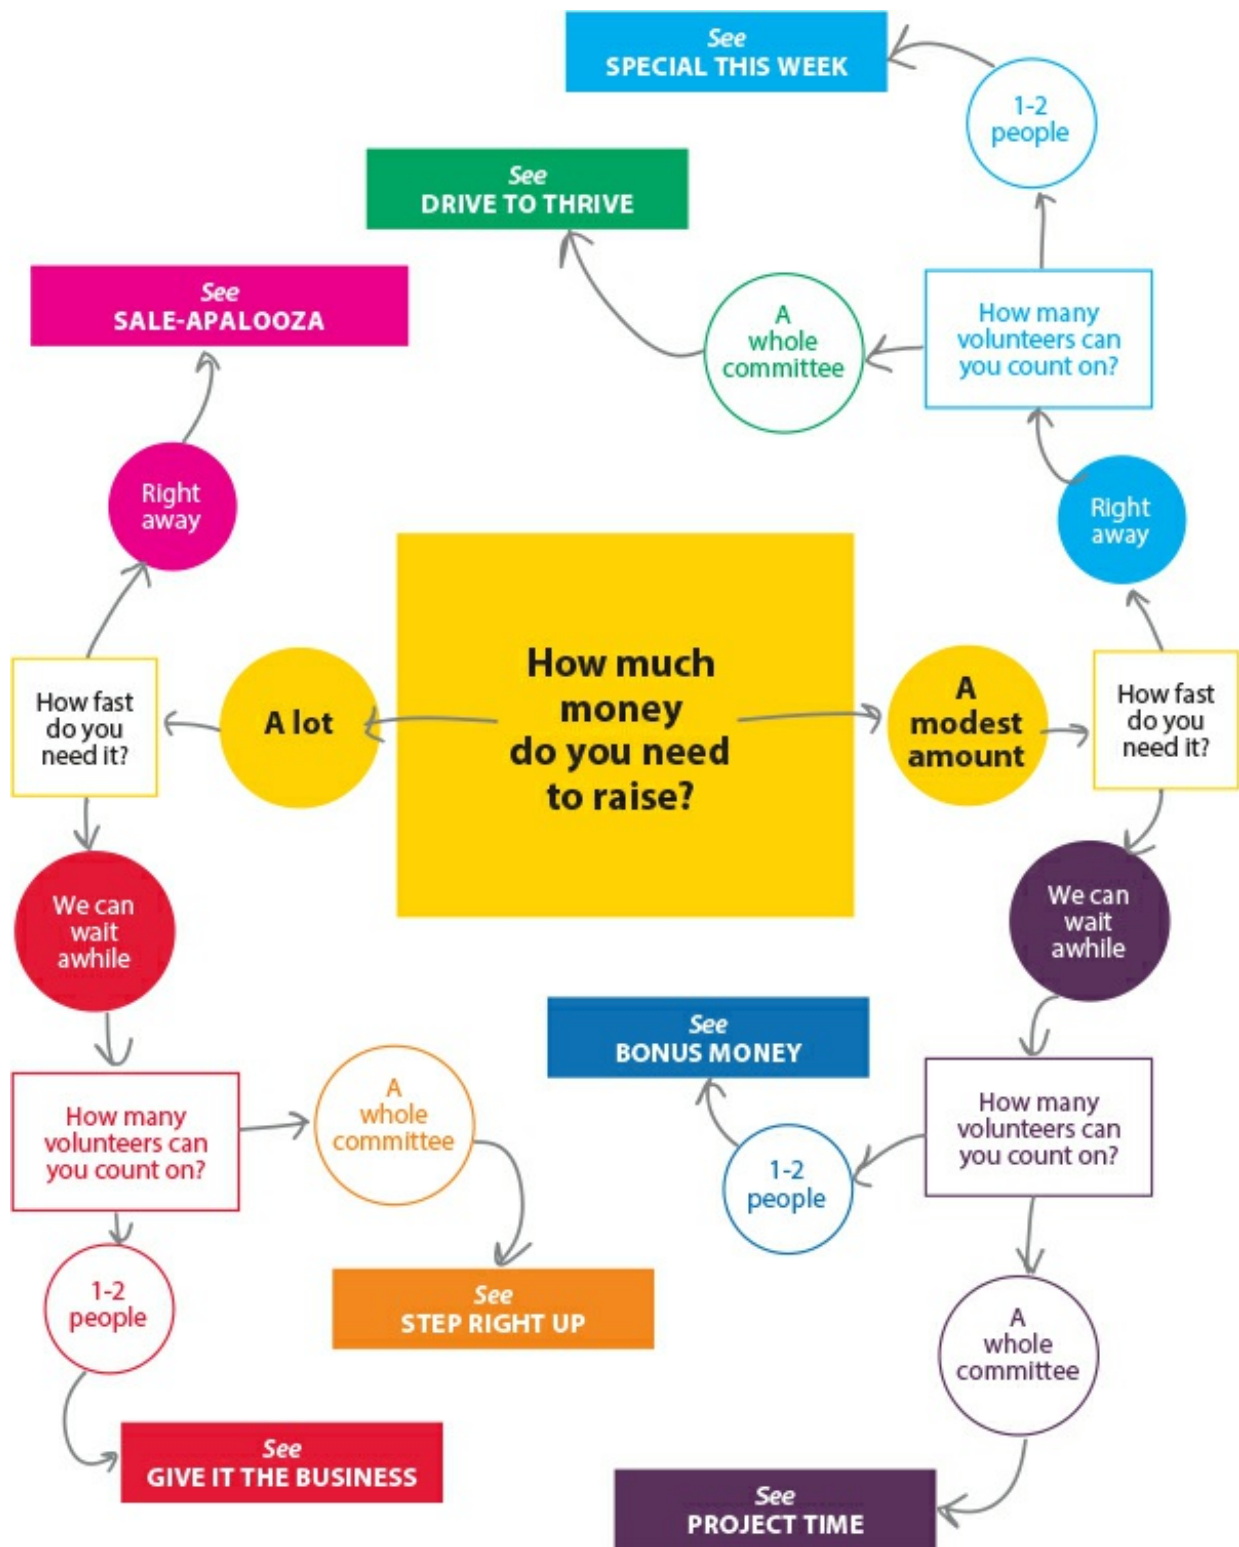 See
SPECIAL THIS WEEK
1-2
people
See
DRIVE TO THRIVE
A
whole
committee
How many
volunteers can
you count on?
See
SALE-APALOOZA
Right
away
Right
away
How much
money
do you need
to raise?
A lot
How fast
do you
need it?
A
modest
amount
How fast
do you
need it?
We can
wait
awhile
We can
wait
awhile
How many
volunteers can
you count on?
A
whole
committee
See
STEP RIGHT UP
1-2
people
See
GIVE IT THE BUSINESS
See
BONUS MONEY
1-2
people
How many
volunteers can
you count on?
A
whole
committee
See
PROJECT TIME